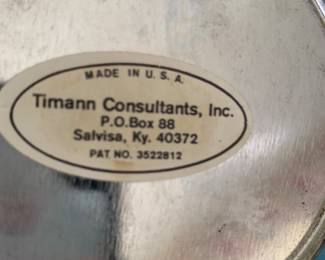 MADE IN U.S.A.
Timann Consultants, Inc.
P.O.Box 88
Salvisa, Ky. 40372
PAT NO. 3522812